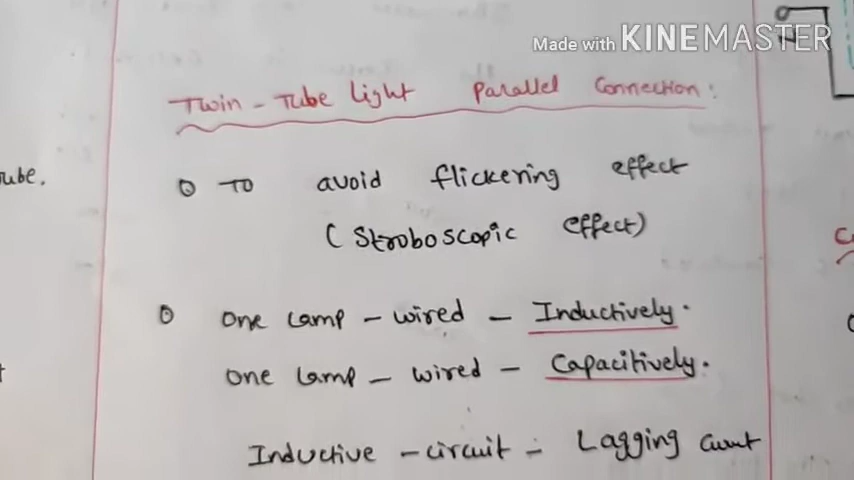 Made with KINEMASTER
Twin - Tube Light Parallel Connection :
To avoid flickering effect
(Stroboscopic effect)
One Lamp - wired - Inductively.
One Lamp - wired - Capacitively.
Inductive - circuit - Lagging